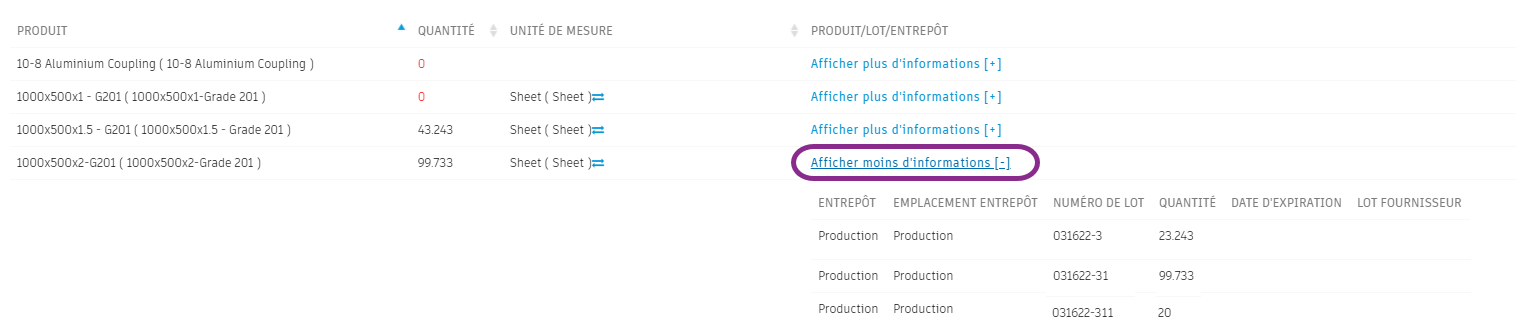 PRODUIT QUANTITÉ UNITÉ DE MESURE PRODUIT/LOT/ENTREPÔT
10-8 Aluminium Coupling ( 10-8 Aluminium Coupling ) 0 Afficher plus d'informations [+]
1000x500x1 - G201 ( 1000x500x1-Grade 201 ) 0 Sheet ( Sheet ) Afficher plus d'informations [+]
1000x500x1.5 - G201 ( 1000x500x1.5 - Grade 201 ) 43.243 Sheet ( Sheet ) Afficher plus d'informations [+]
1000x500x2-G201 ( 1000x500x2-Grade 201 ) 99.733 Sheet ( Sheet ) Afficher moins d'informations [-]
ENTREPÔT EMPLACEMENT ENTREPÔT NUMÉRO DE LOT QUANTITÉ DATE D'EXPIRATION LOT FOURNISSEUR
Production Production 031622-3 23.243
Production Production 031622-31 99.733
Production Production 031622-311 20